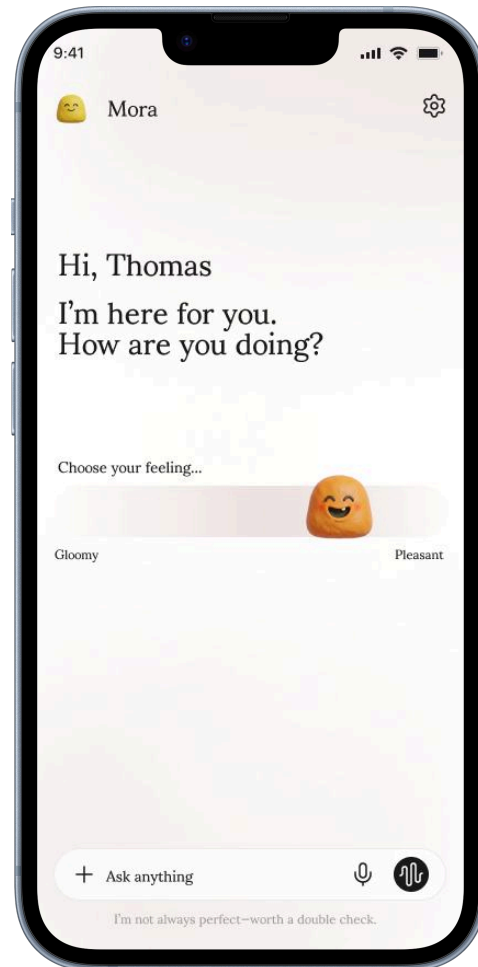 9:41
Mora
Hi, Thomas
I'm here for you.
How are you doing?
Choose your feeling...
Gloomy
Pleasant
Ask anything
I'm not always perfect—worth a double check.